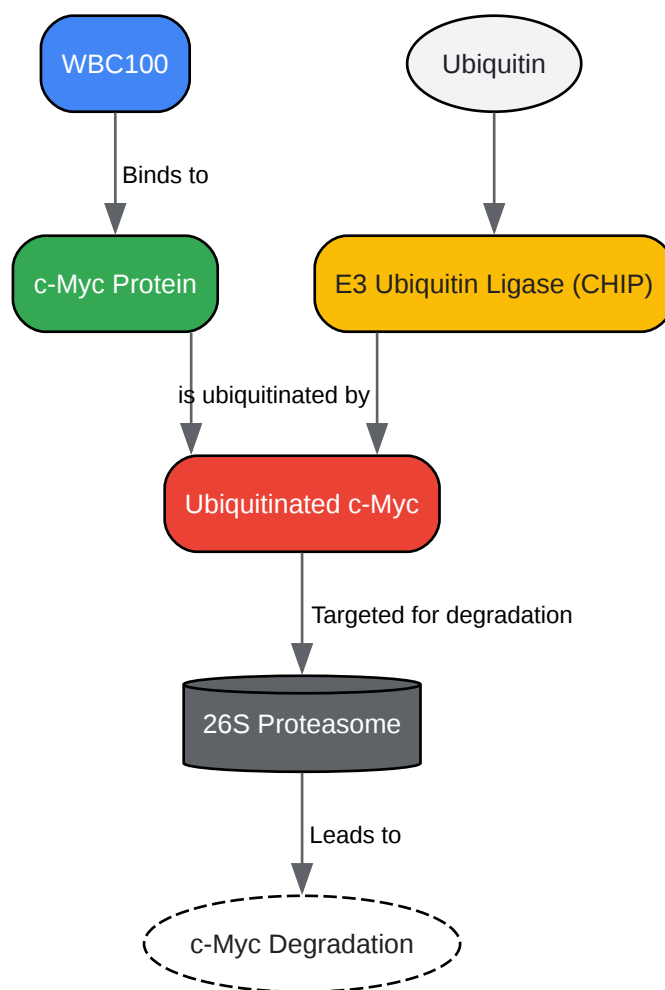 WBC100
Ubiquitin
Binds to
c-Myc Protein
E3 Ubiquitin Ligase (CHIP)
is ubiquitinated by
Ubiquitinated c-Myc
Targeted for degradation
26S Proteasome
Leads to
c-Myc Degradation